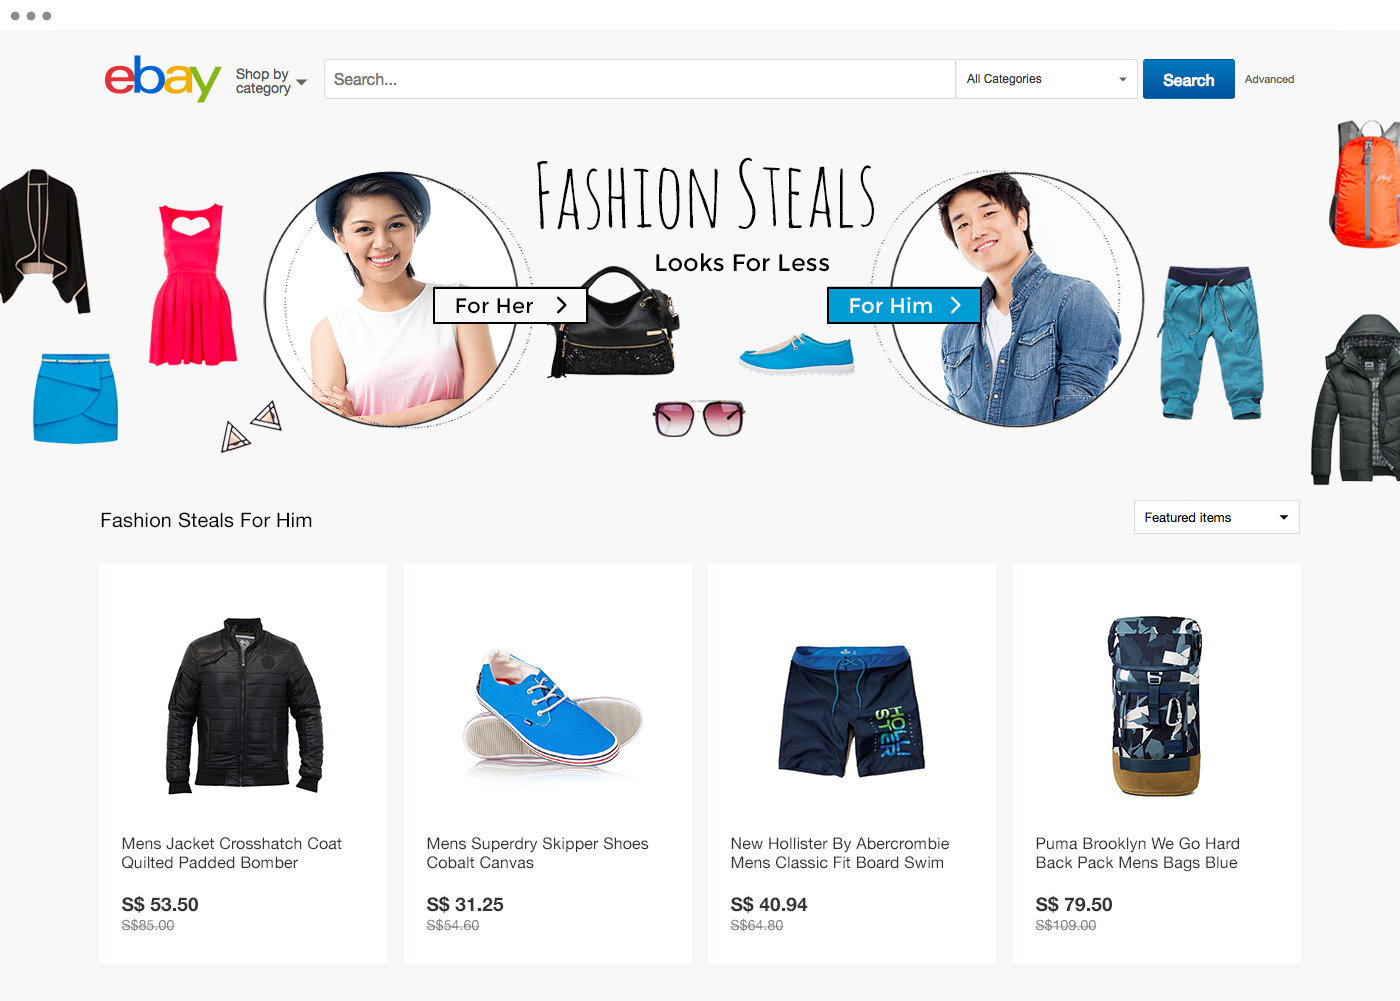 ebay
Shop by
category
Search...
All Categories
Search
Advanced
FASHION STEALS
Looks For Less
For Her
For Him
Fashion Steals For Him
Featured items
HOLLI
STER
Mens Jacket Crosshatch Coat
Quilted Padded Bomber
S$ 53.50
S$85.00
Mens Superdry Skipper Shoes
Cobalt Canvas
S$ 31.25
S$54.60
New Hollister By Abercrombie
Mens Classic Fit Board Swim
S$ 40.94
S$64.80
Puma Brooklyn We Go Hard
Back Pack Mens Bags Blue
S$ 79.50
S$109.00